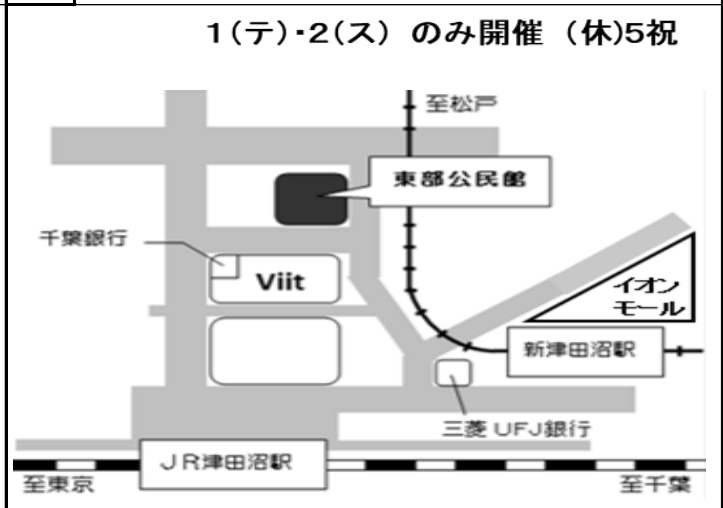 1(テ)・2(ス) のみ開催 (休)5祝
至松戸
東部公民館
千葉銀行
Viit
イオン
モール
新津田沼駅
三菱UFJ銀行
JR津田沼駅
至東京
至千葉